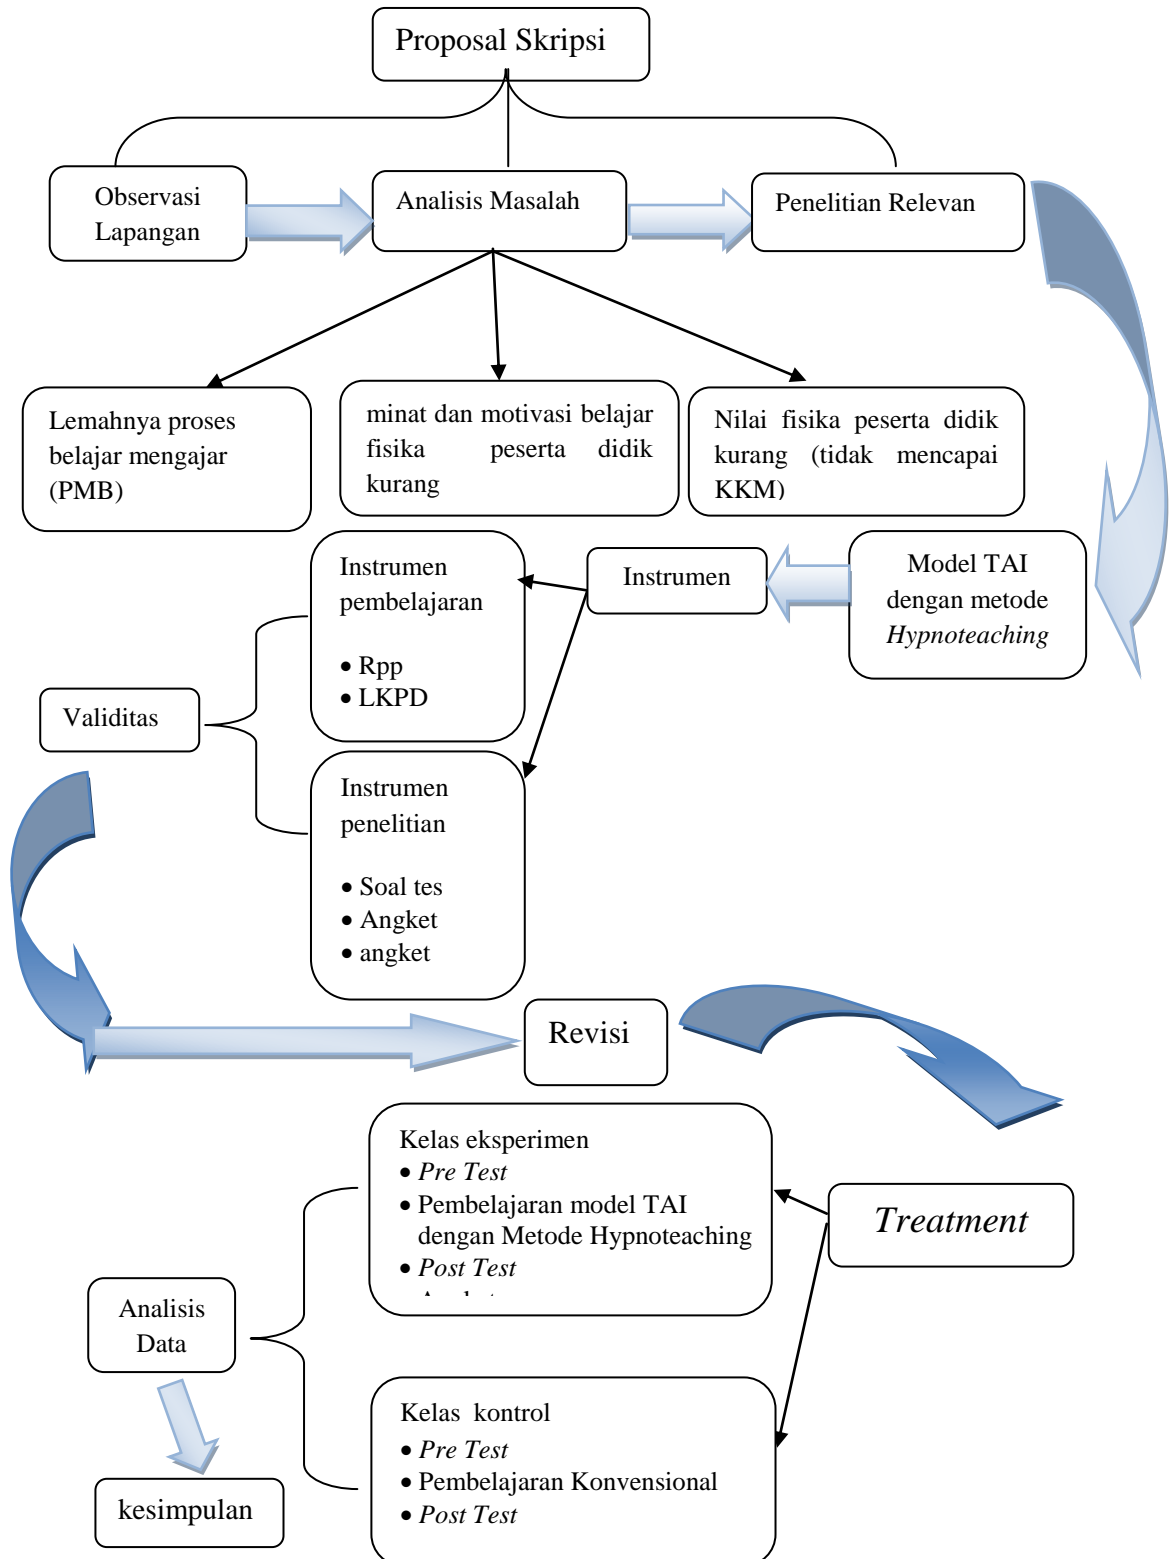 Proposal Skripsi
Observasi
Lapangan
Analisis Masalah
Penelitian Relevan
Lemahnya proses
belajar mengajar
(PMB)
minat dan motivasi belajar
fisika peserta didik
kurang
Nilai fisika peserta didik
kurang (tidak mencapai
KKM)
Model TAI
dengan metode
Hypnoteaching
Instrumen
Instrumen
pembelajaran
• Rpp
• LKPD
Validitas
Instrumen
penelitian
• Soal tes
• Angket
• angket
Revisi
Kelas eksperimen
• Pre Test
• Pembelajaran model TAI
dengan Metode Hypnoteaching
• Post Test
Treatment
Analisis
Data
Kelas kontrol
• Pre Test
• Pembelajaran Konvensional
• Post Test
kesimpulan